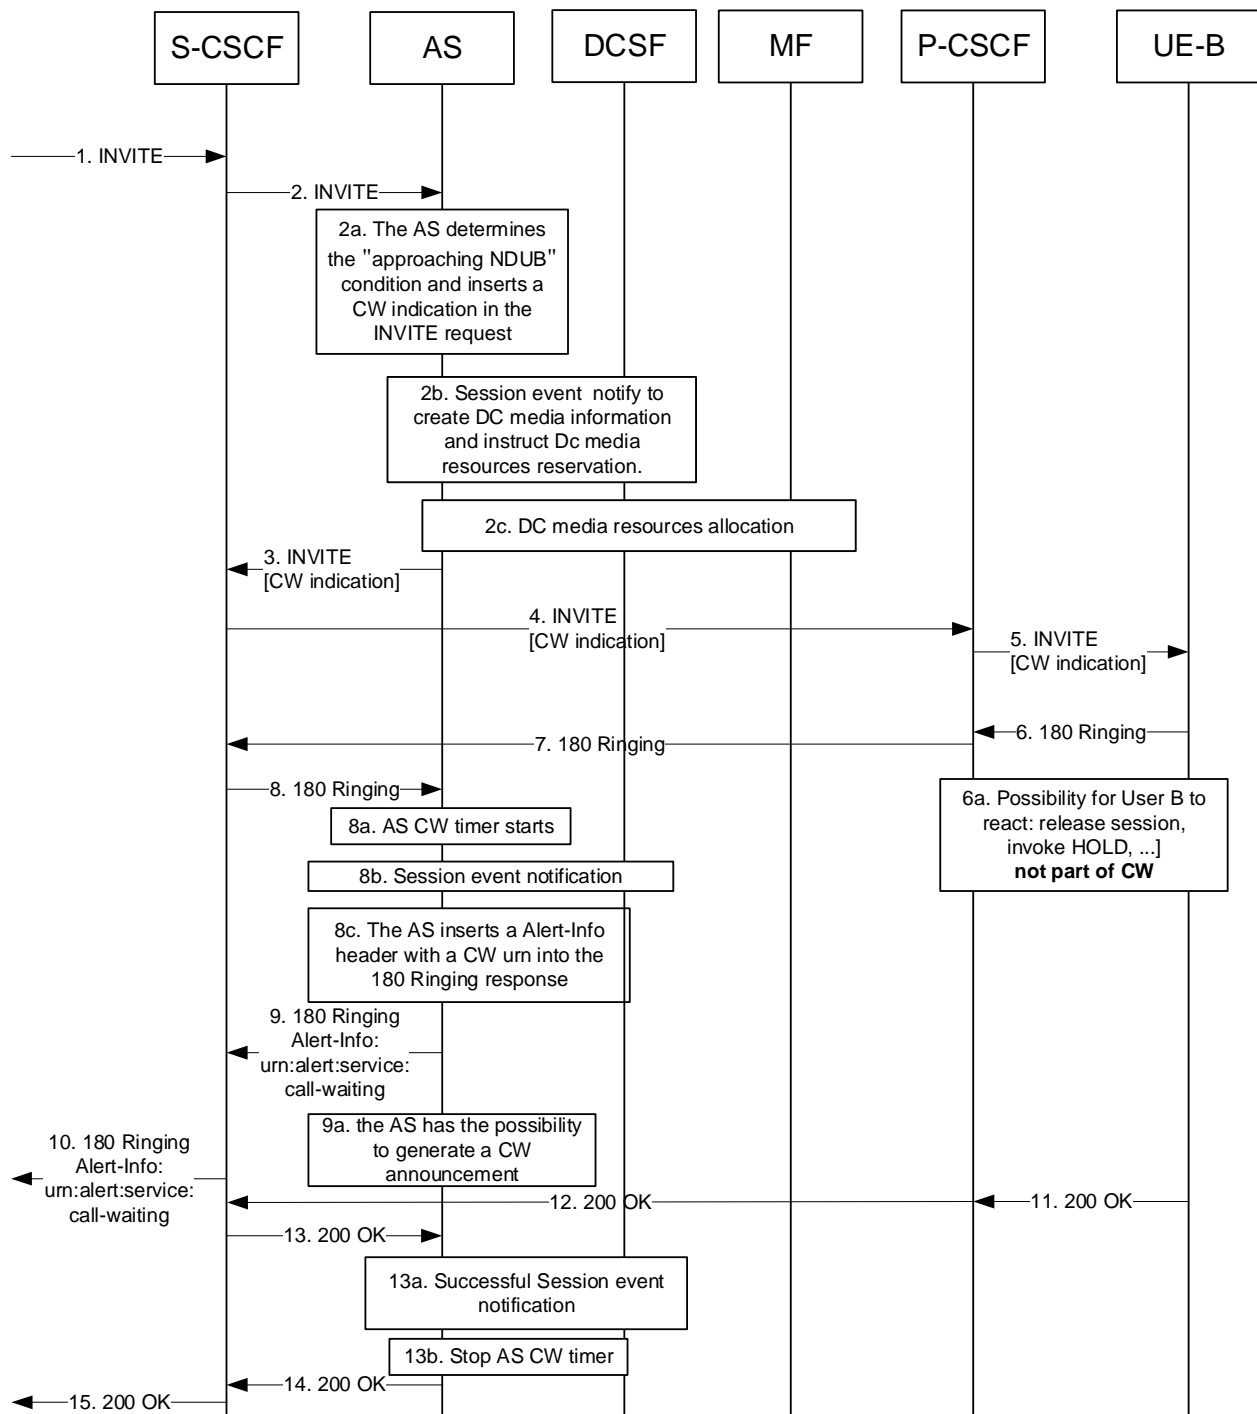 S-CSCF
AS
DCSF
MF
P-CSCF
UE-B
1. INVITE
2. INVITE
2a. The AS determines
the "approaching NDUB"
condition and inserts a
CW indication in the
INVITE request
2b. Session event  notify to
create DC media information
and instruct Dc media
resources reservation.
2c. DC media resources allocation
3. INVITE
[CW indication]
4. INVITE
[CW indication]
5. INVITE
[CW indication]
6. 180 Ringing
7. 180 Ringing
8. 180 Ringing
6a. Possibility for User B to
react: release session,
invoke HOLD, ...]
not part of CW
8a. AS CW timer starts
8b. Session event notification
8c. The AS inserts a Alert-Info
header with a CW urn into the
180 Ringing response
9. 180 Ringing
Alert-Info:
urn:alert:service:
call-waiting
9a. the AS has the possibility
to generate a CW
announcement
10. 180 Ringing
Alert-Info:
urn:alert:service:
call-waiting
11. 200 OK
12. 200 OK
13. 200 OK
13a. Successful Session event
notification
13b. Stop AS CW timer
14. 200 OK
15. 200 OK